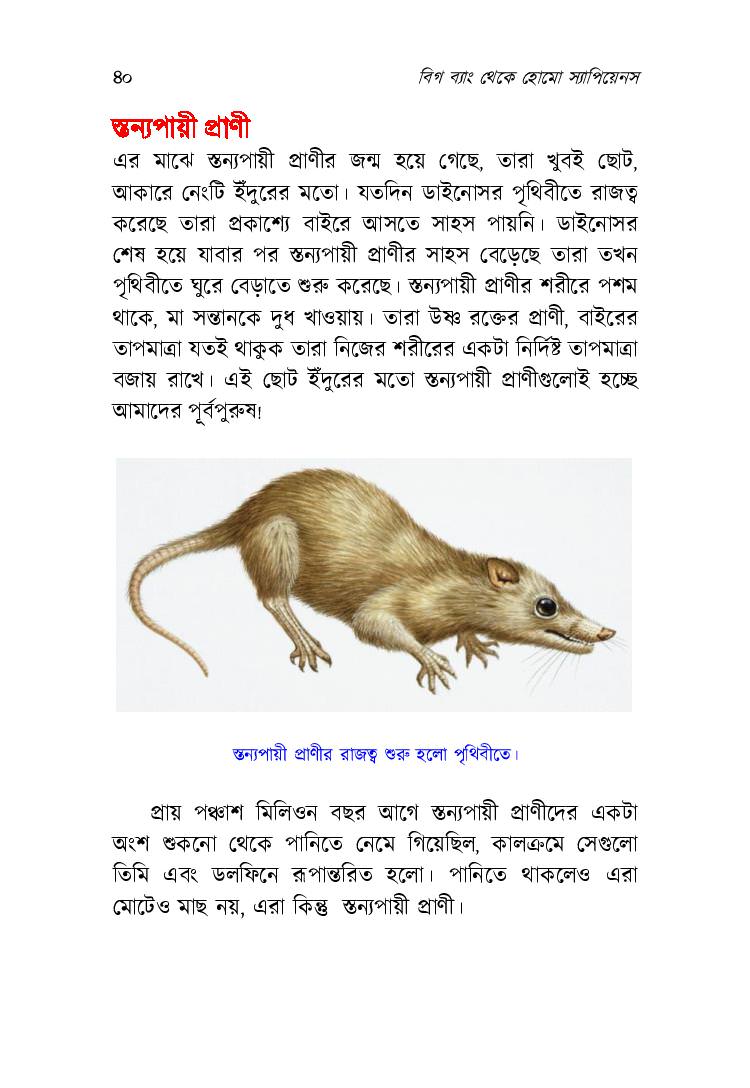 ৪০ বিগ ব্যাং থেকে হোমো স্যাপিয়েনস
স্তন্যপায়ী প্রাণী
এর মাঝে স্তন্যপায়ী প্রাণীর জন্ম হয়ে গেছে, তারা খুবই ছোট,
আকারে নেংটি ইঁদুরের মতো। যতদিন ডাইনোসর পৃথিবীতে রাজত্ব
করেছে তারা প্রকাশ্যে বাইরে আসতে সাহস পায়নি। ডাইনোসর
শেষ হয়ে যাবার পর স্তন্যপায়ী প্রাণীর সাহস বেড়েছে তারা তখন
পৃথিবীতে ঘুরে বেড়াতে শুরু করেছে। স্তন্যপায়ী প্রাণীর শরীরে পশম
থাকে, মা সন্তানকে দুধ খাওয়ায়। তারা উষ্ণ রক্তের প্রাণী, বাইরের
তাপমাত্রা যতই থাকুক তারা নিজের শরীরের একটা নির্দিষ্ট তাপমাত্রা
বজায় রাখে। এই ছোট ইঁদুরের মতো স্তন্যপায়ী প্রাণীগুলোই হচ্ছে
আমাদের পূর্বপুরুষ!
স্তন্যপায়ী প্রাণীর রাজত্ব শুরু হলো পৃথিবীতে।
প্রায় পঞ্চাশ মিলিওন বছর আগে স্তন্যপায়ী প্রাণীদের একটা
অংশ শুকনো থেকে পানিতে নেমে গিয়েছিল, কালক্রমে সেগুলো
তিমি এবং ডলফিনে রূপান্তরিত হলো। পানিতে থাকলেও এরা
মোটেও মাছ নয়, এরা কিন্তু স্তন্যপায়ী প্রাণী।